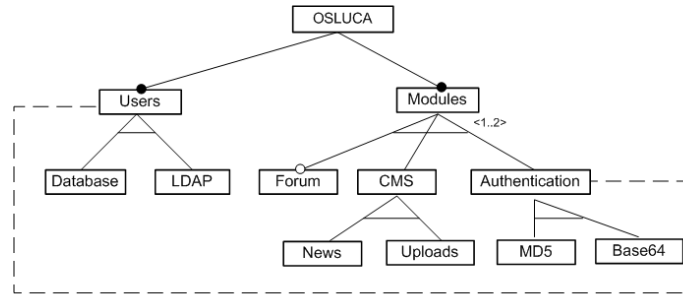 OSLUCA
Users
Modules
<1..2>
Database
LDAP
Forum
CMS
Authentication
News
Uploads
MD5
Base64